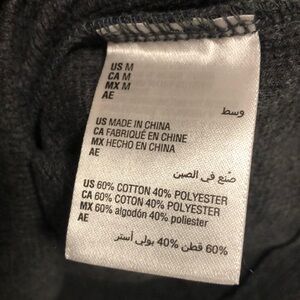 US M
CA M
MX M
AE
وسط
US MADE IN CHINA
CA FABRIQUÉ EN CHINE
MX HECHO EN CHINA
AE
صنع في الصين
US 60% COTTON 40% POLYESTER
CA 60% COTON 40% POLYESTER
MX 60% algodón 40% poliester
AE
60% قطن 40% بولي أستر